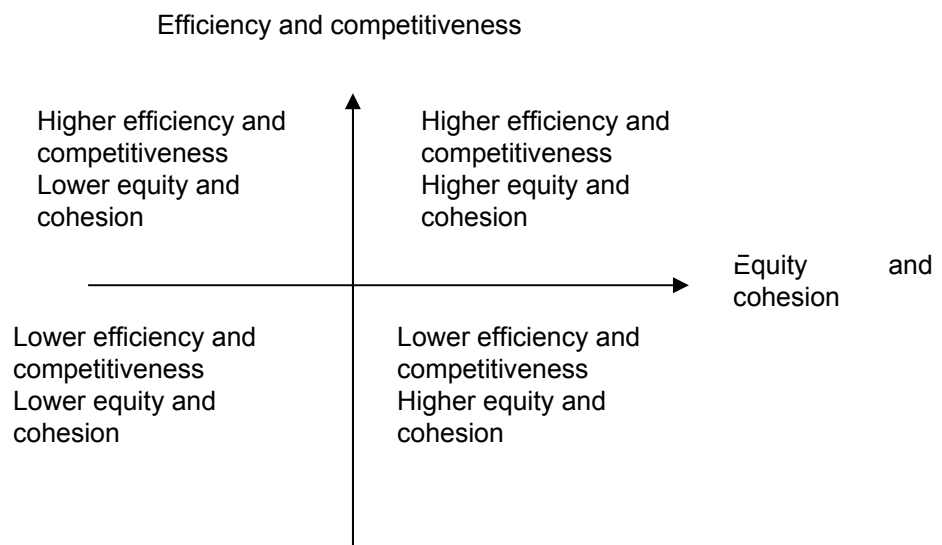 Efficiency and competitiveness
Higher efficiency and
competitiveness
Lower equity and
cohesion
Higher efficiency and
competitiveness
Higher equity and
cohesion
Equity and
cohesion
Lower efficiency and
competitiveness
Lower equity and
cohesion
Lower efficiency and
competitiveness
Higher equity and
cohesion